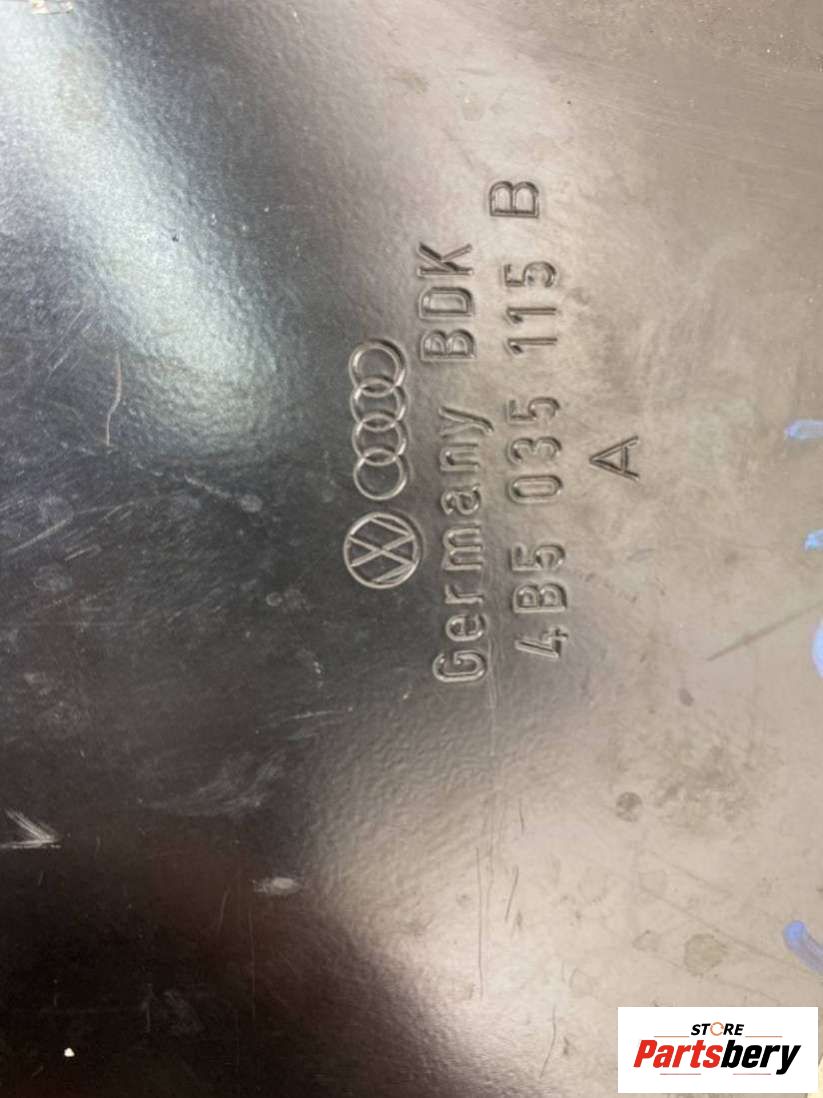 Germany BDK
4B5 035 115 B
A
STORE
Partsbery